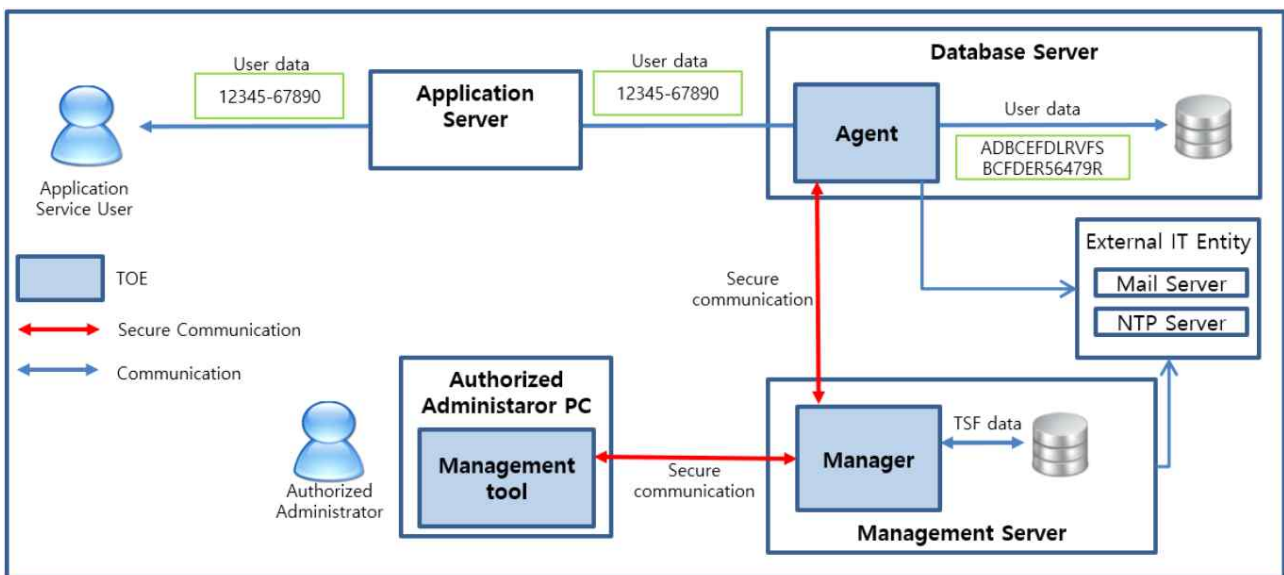 User data
12345-67890
Application
Server
User data
12345-67890
Database Server
Agent
User data
ADBCEFDLRVFS
BCFDER56479R
Application
Service User
External IT Entity
Mail Server
NTP Server
TOE
Secure Communication
Communication
Secure
communication
Authorized
Administaror PC
Management
tool
Authorized
Administrator
Secure
communication
Manager
TSF data
Management Server